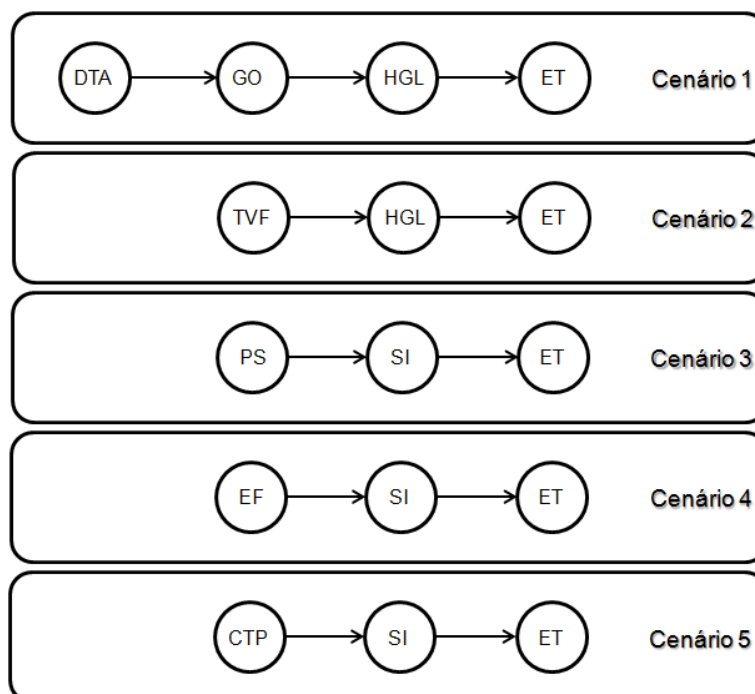 DTA GO HGL ET Cenário 1
TVF HGL ET Cenário 2
PS SI ET Cenário 3
EF SI ET Cenário 4
CTP SI ET Cenário 5